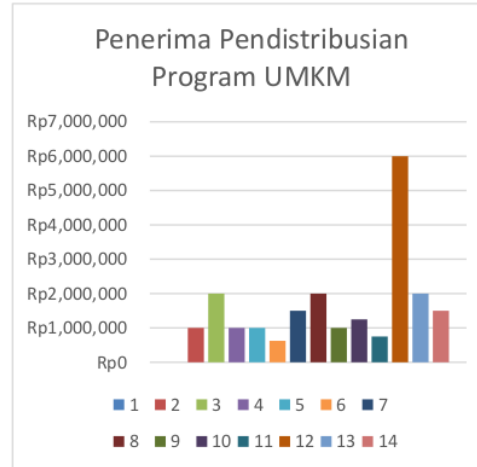 Penerima Pendistribusian
Program UMKM
Rp7,000,000
Rp6,000,000
Rp5,000,000
Rp4,000,000
Rp3,000,000
Rp2,000,000
Rp1,000,000
Rp0
1 2 3 4 5 6 7
8 9 10 11 12 13 14